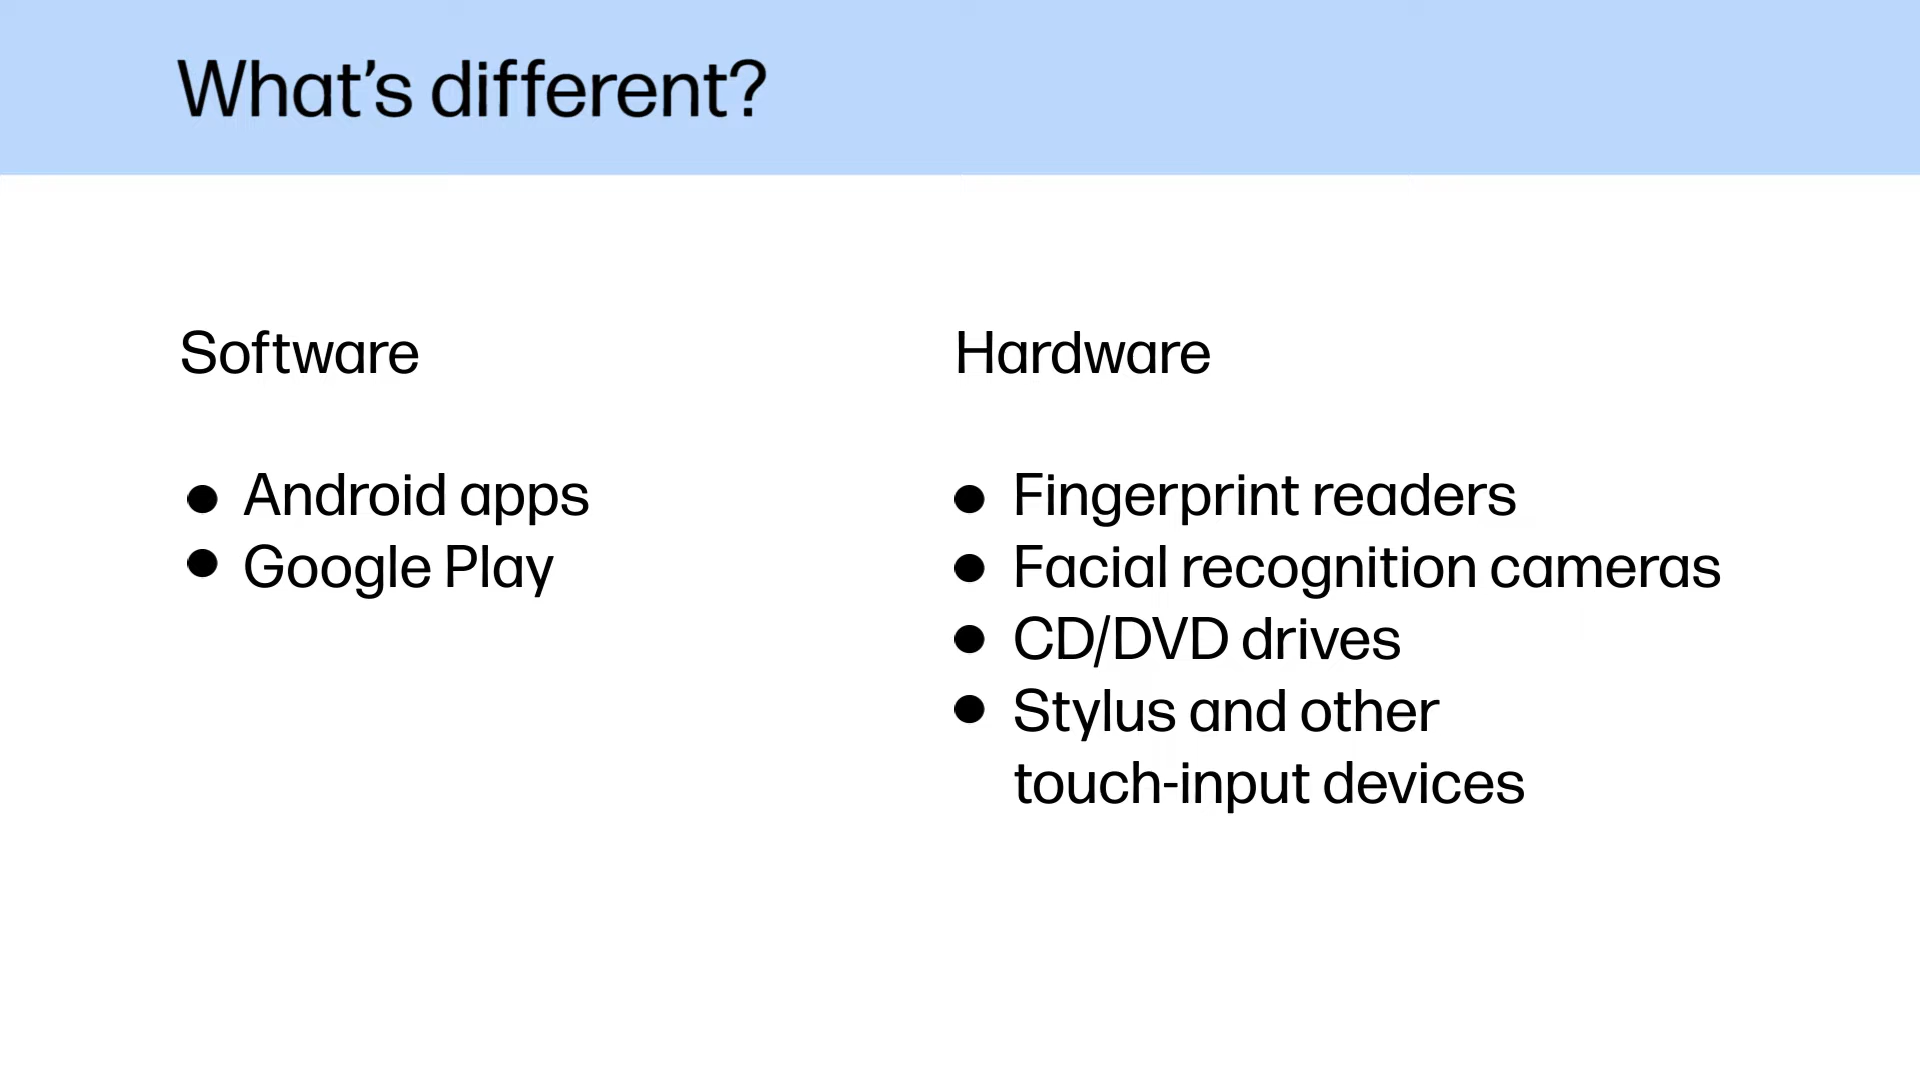 What’s different?
Software
● Android apps
● Google Play
Hardware
● Fingerprint readers
● Facial recognition cameras
● CD/DVD drives
● Stylus and other
touch-input devices